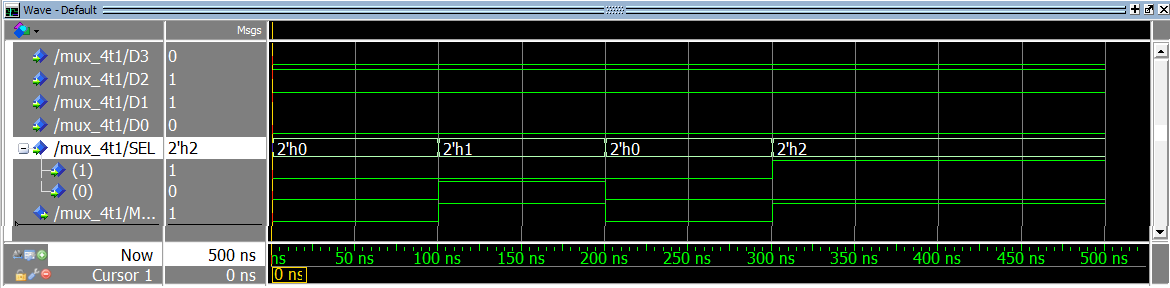 Wave - Default
Msgs
/mux_4t1/D3 0
/mux_4t1/D2 1
/mux_4t1/D1 1
/mux_4t1/D0 0
/mux_4t1/SEL 2'h2 2'h0 2'h1 2'h0 2'h2
(1) 1
(0) 0
/mux_4t1/M... 1
Now 500 ns ns 50 ns 100 ns 150 ns 200 ns 250 ns 300 ns 350 ns 400 ns 450 ns 500 ns
Cursor 1 0 ns 0 ns